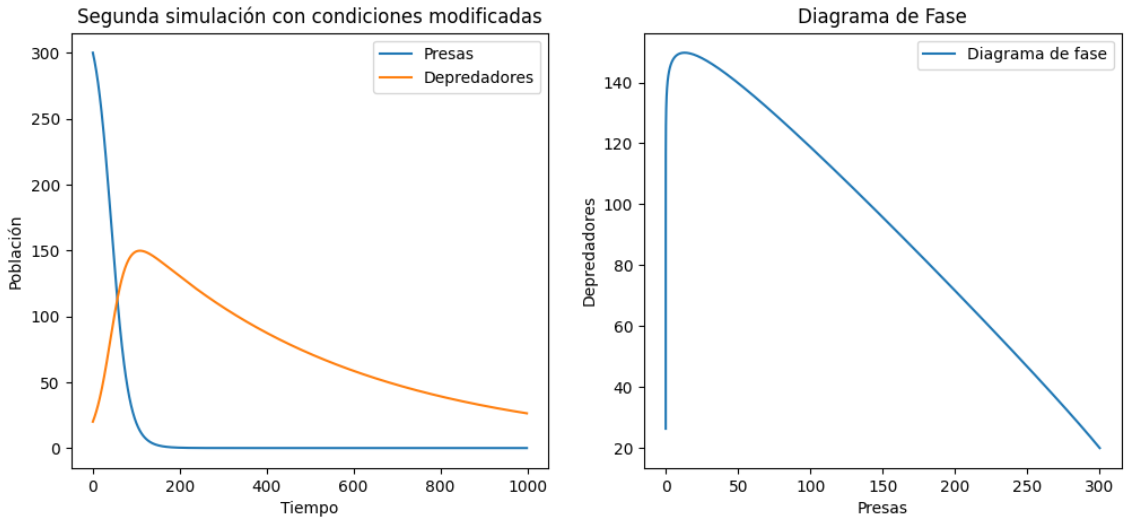 Segunda simulación con condiciones modificadas
Presas
Depredadores
300
250
200
150
100
50
0
Población
0 200 400 600 800 1000
Tiempo
Diagrama de Fase
Diagrama de fase
140
120
100
80
60
40
20
Depredadores
0 50 100 150 200 250 300
Presas